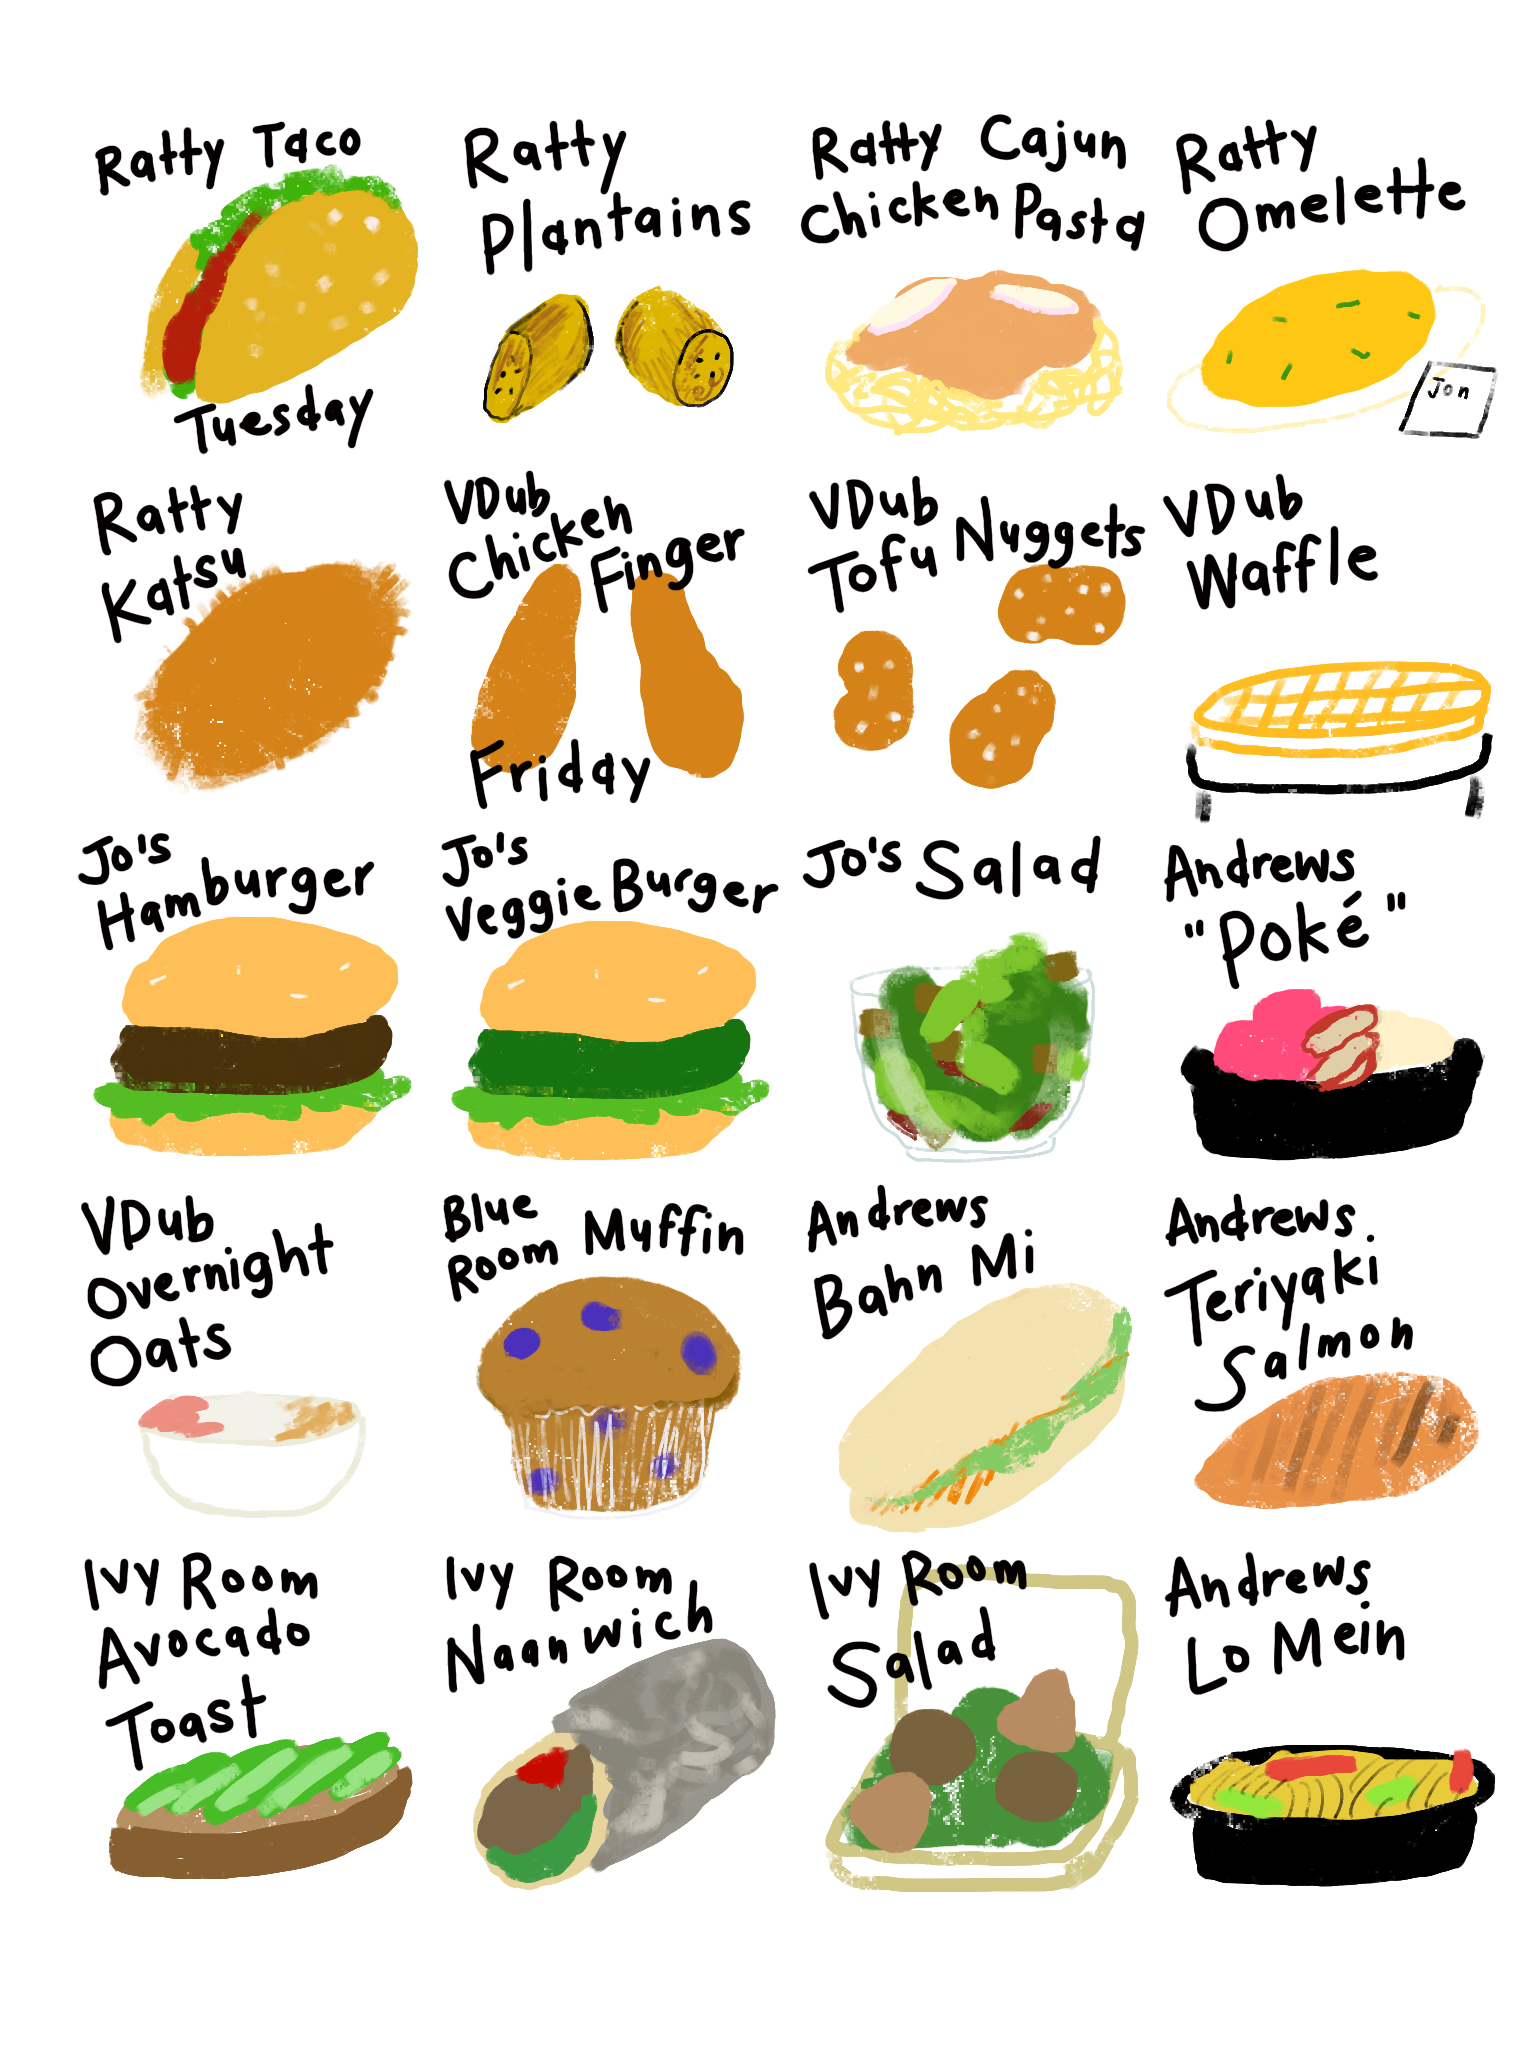 Ratty Taco
Tuesday
Ratty
Plantains
Ratty Cajun
Chicken Pasta
Ratty
Omelette
Jon
Ratty
Katsu
VDub
Chicken
Finger
Friday
VDub
Tofu Nuggets
VDub
Waffle
Jo's
Hamburger
Jo's
Veggie Burger
Jo's Salad
Andrews
"Poké"
VDub
Overnight
Oats
Blue
Room Muffin
Andrews
Bahn Mi
Andrews
Teriyaki
Salmon
Ivy Room
Avocado
Toast
Ivy Room
Naanwich
Ivy Room
Salad
Andrews
Lo Mein